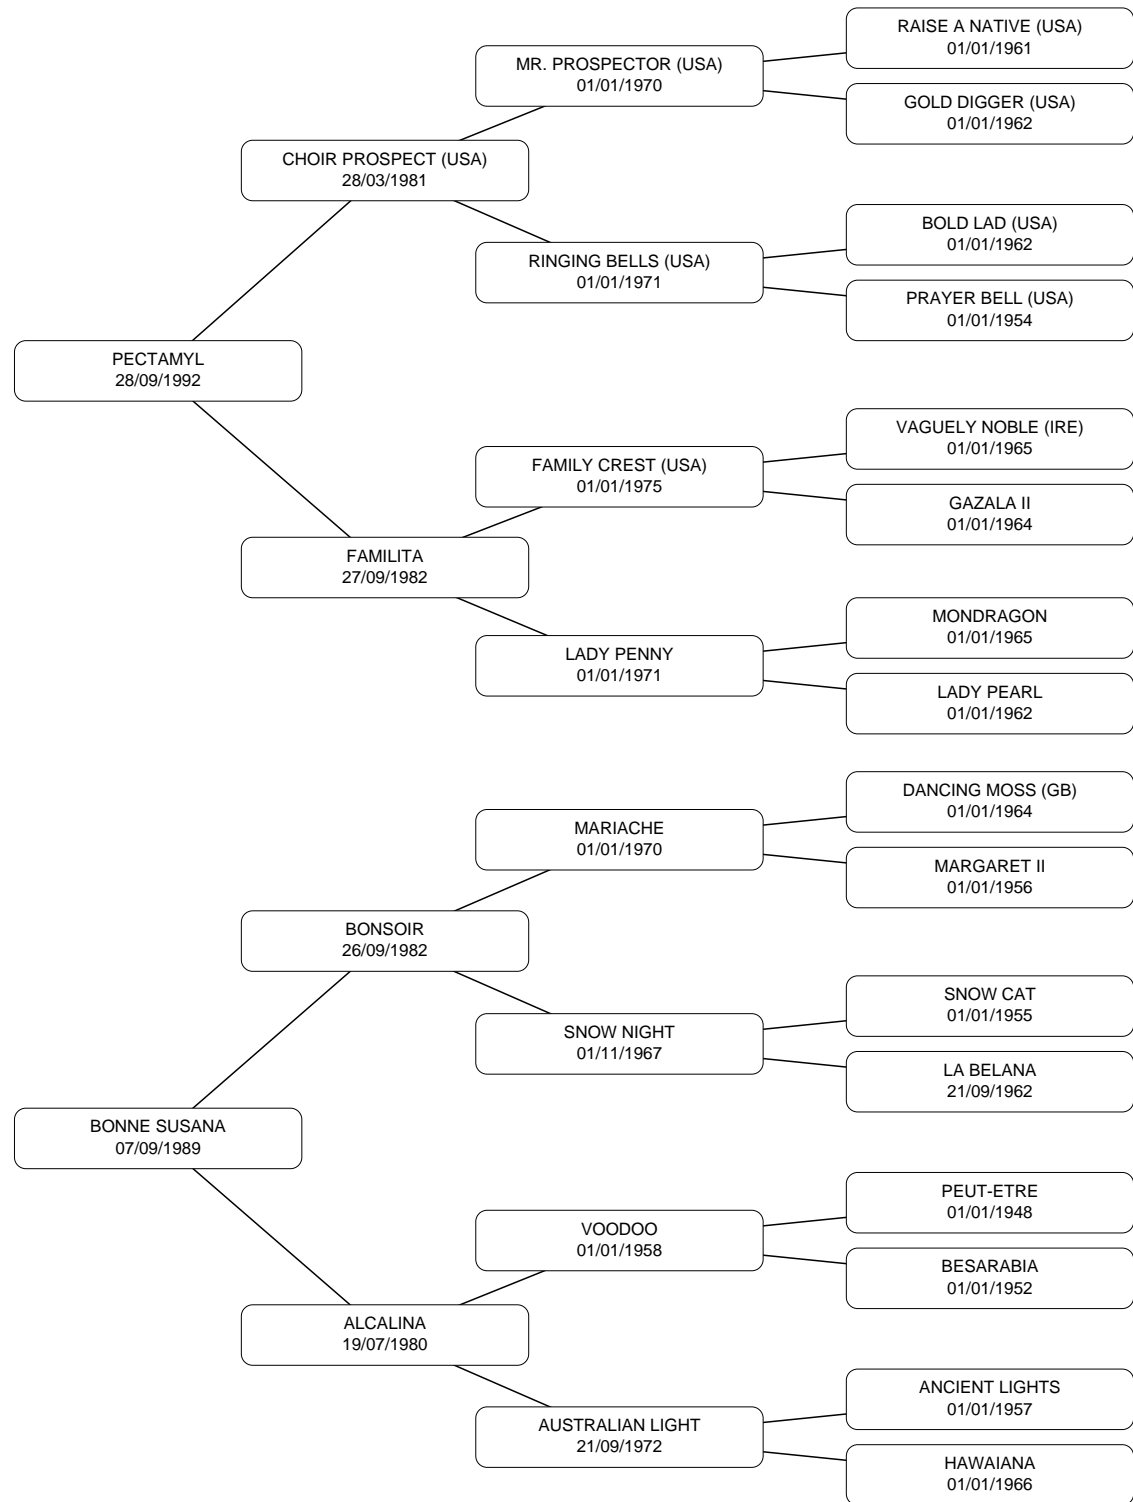 RAISE A NATIVE (USA)
01/01/1961
MR. PROSPECTOR (USA)
01/01/1970
GOLD DIGGER (USA)
01/01/1962
CHOIR PROSPECT (USA)
28/03/1981
BOLD LAD (USA)
01/01/1962
RINGING BELLS (USA)
01/01/1971
PRAYER BELL (USA)
01/01/1954
PECTAMYL
28/09/1992
VAGUELY NOBLE (IRE)
01/01/1965
FAMILY CREST (USA)
01/01/1975
GAZALA II
01/01/1964
FAMILITA
27/09/1982
MONDRAGON
01/01/1965
LADY PENNY
01/01/1971
LADY PEARL
01/01/1962
DANCING MOSS (GB)
01/01/1964
MARIACHE
01/01/1970
MARGARET II
01/01/1956
BONSOIR
26/09/1982
SNOW CAT
01/01/1955
SNOW NIGHT
01/11/1967
LA BELANA
21/09/1962
BONNE SUSANA
07/09/1989
PEUT-ETRE
01/01/1948
VOODOO
01/01/1958
BESARABIA
01/01/1952
ALCALINA
19/07/1980
ANCIENT LIGHTS
01/01/1957
AUSTRALIAN LIGHT
21/09/1972
HAWAIANA
01/01/1966